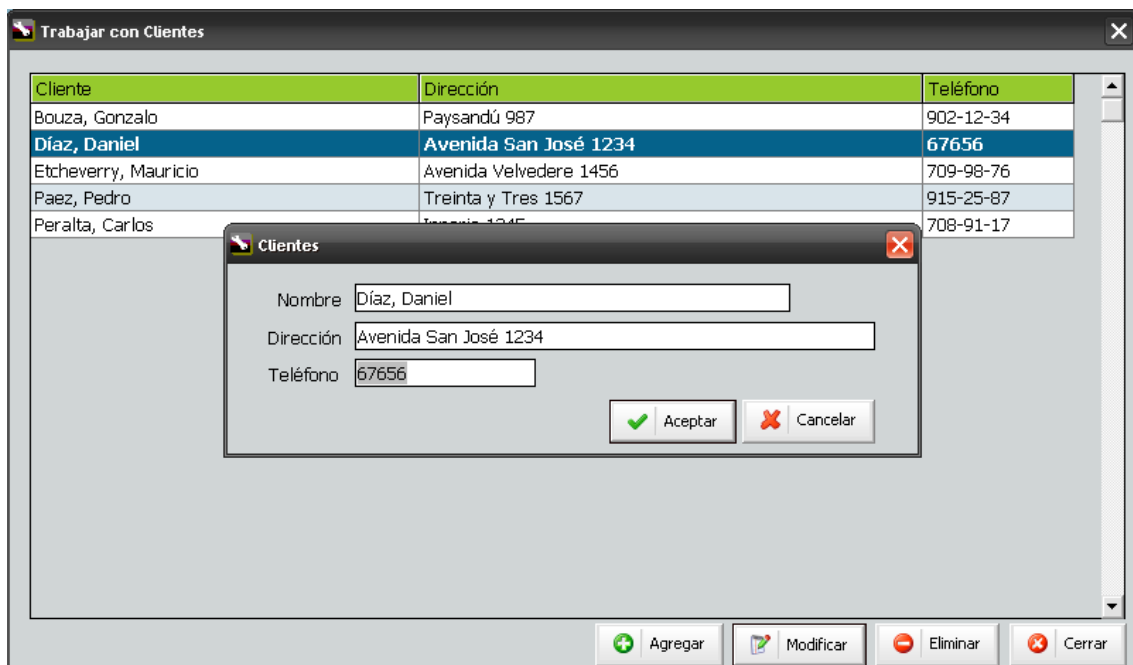 Trabajar con Clientes
Cliente Dirección Teléfono
Bouza, Gonzalo Paysandú 987 902-12-34
Díaz, Daniel Avenida San José 1234 67656
Etcheverry, Mauricio Avenida Velvedere 1456 709-98-76
Paez, Pedro Treinta y Tres 1567 915-25-87
Peralta, Carlos 708-91-17
Clientes
Nombre Díaz, Daniel
Dirección Avenida San José 1234
Teléfono 67656
Aceptar Cancelar
Agregar Modificar Eliminar Cerrar